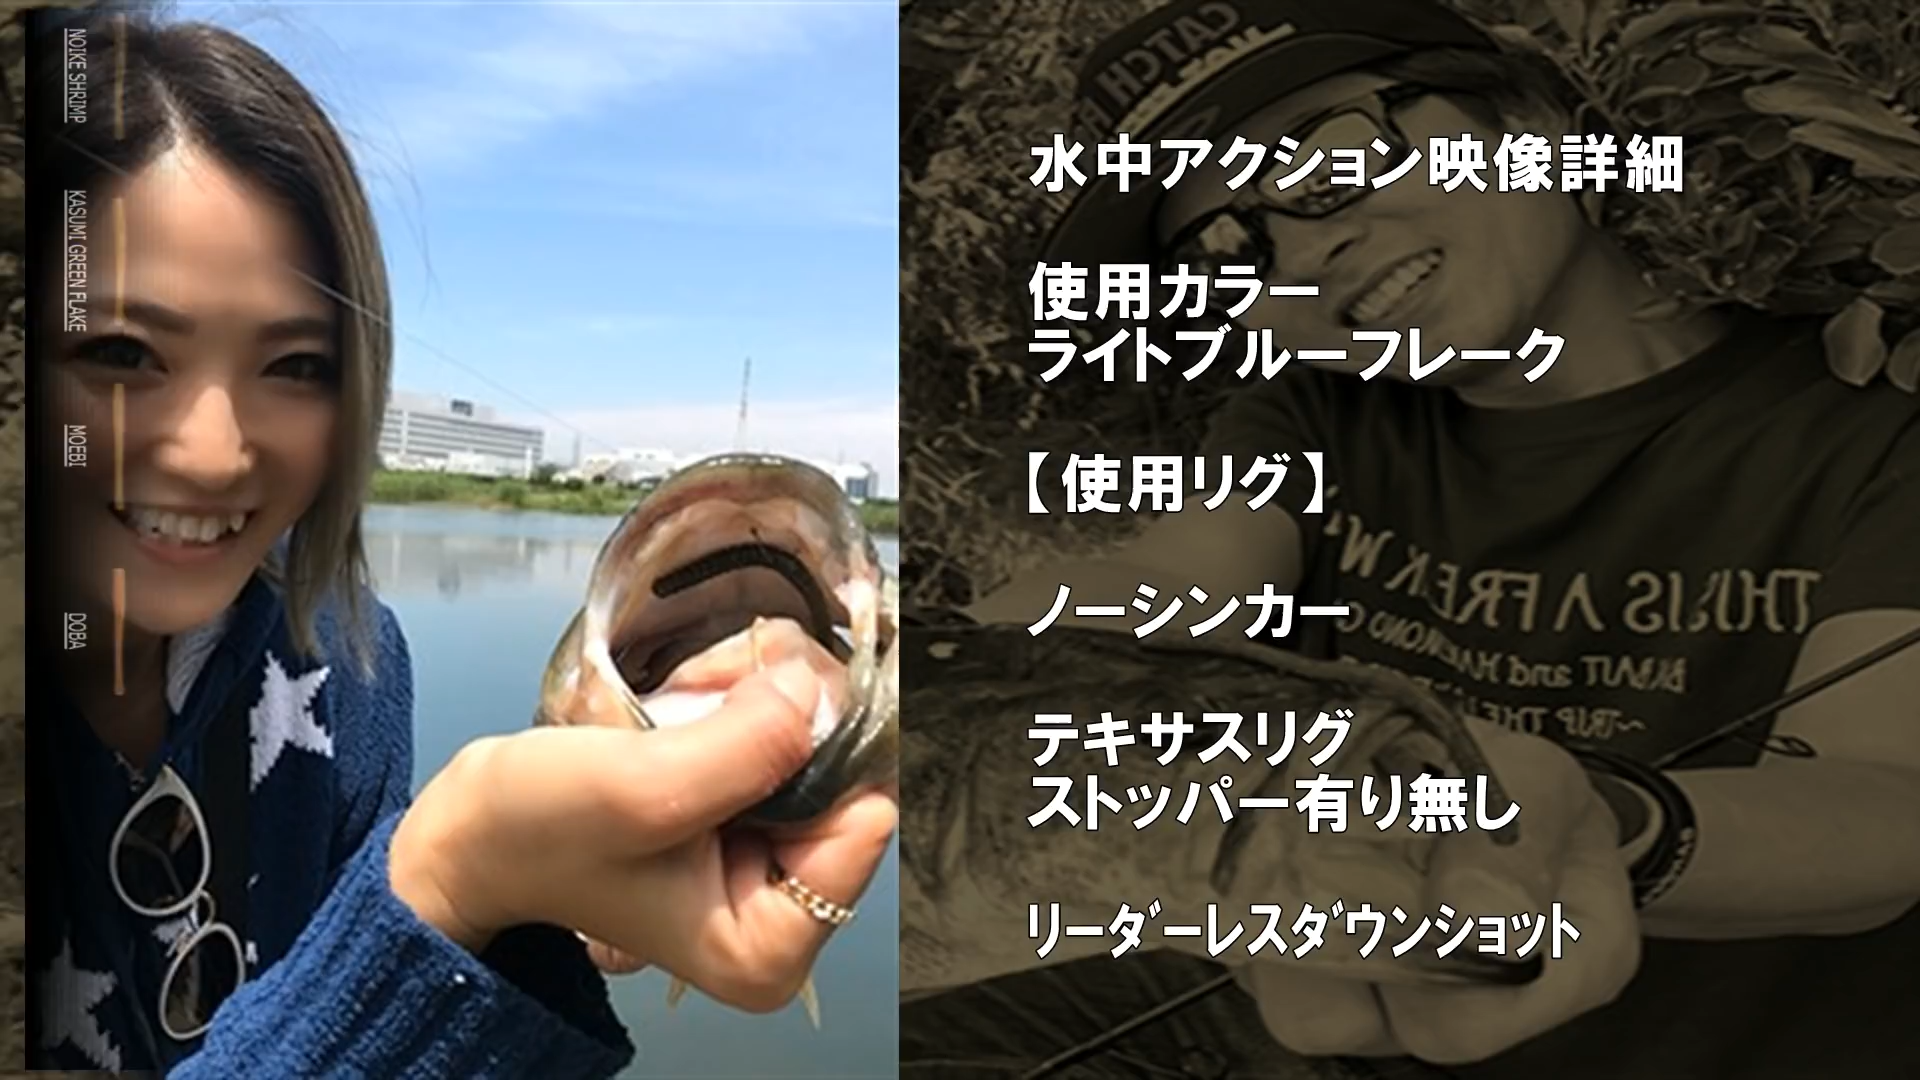 NOIKE SHRIMP
KASUMI GREEN FLAKE
MOEBI
DOBA
水中アクション映像詳細
使用カラー
ライトブルーフレーク
【使用リグ】
ノーシンカー
テキサスリグ
ストッパー有り無し
リーダーレスダウンショット
CATCH
THIS IS A FREAK